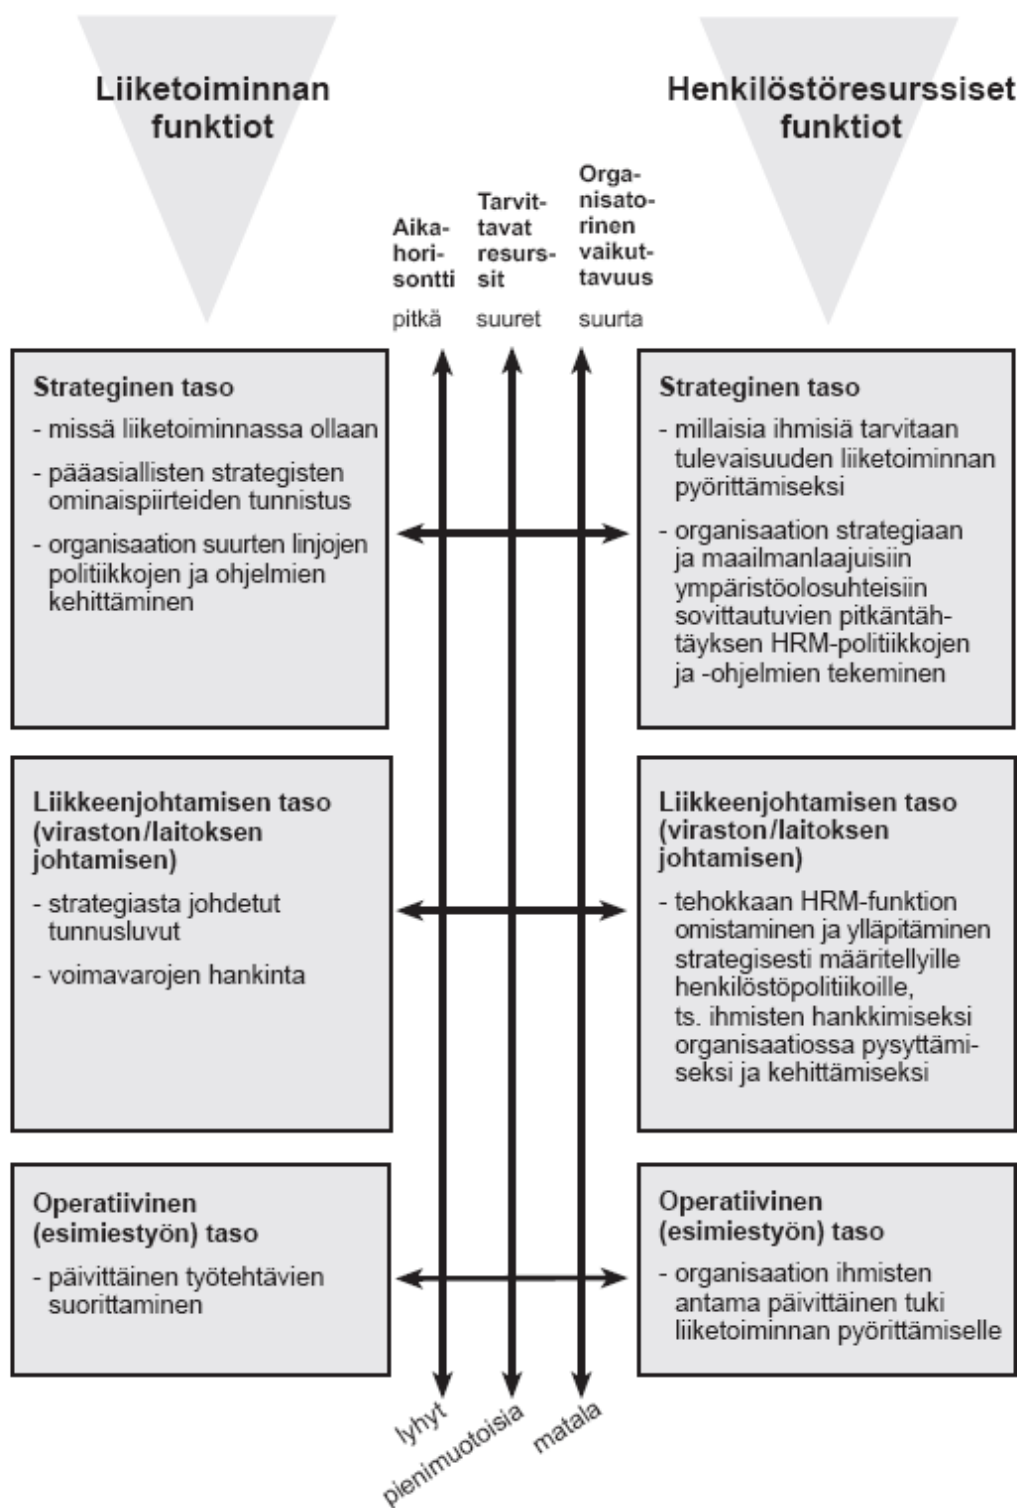 Liiketoiminnan
funktiot
Henkilöstöresurssiset
funktiot
Aika-
hori-
sontti
pitkä
Tarvit-
tavat
resurs-
sit
suuret
Orga-
nisato-
rinen
vaikut-
tavuus
suurta
Strateginen taso
- missä liiketoiminnassa ollaan
- pääasiallisten strategisten
ominaispiirteiden tunnistus
- organisaation suurten linjojen
politiikkojen ja ohjelmien
kehittäminen
Strateginen taso
- millaisia ihmisiä tarvitaan
tulevaisuuden liiketoiminnan
pyörittämiseksi
- organisaation strategiaan
ja maailmanlaajuisiin
ympäristöolosuhteisiin
sovittautuvien pitkäntäh-
täyksen HRM-politiikkojen
ja -ohjelmien tekeminen
Liikkeenjohtamisen taso
(viraston/laitoksen
johtamisen)
- strategiasta johdetut
tunnusluvut
- voimavarojen hankinta
Liikkeenjohtamisen taso
(viraston/laitoksen
johtamisen)
- tehokkaan HRM-funktion
omistaminen ja ylläpitäminen
strategisesti määritellyille
henkilöstöpolitiikoille,
ts. ihmisten hankkimiseksi
organisaatiossa pysyttämi-
seksi ja kehittämiseksi
Operatiivinen
(esimiestyön) taso
- päivittäinen työtehtävien
suorittaminen
Operatiivinen
(esimiestyön) taso
- organisaation ihmisten
antama päivittäinen tuki
liiketoiminnan pyörittämiselle
lyhyt
pienimuotoisia
matala